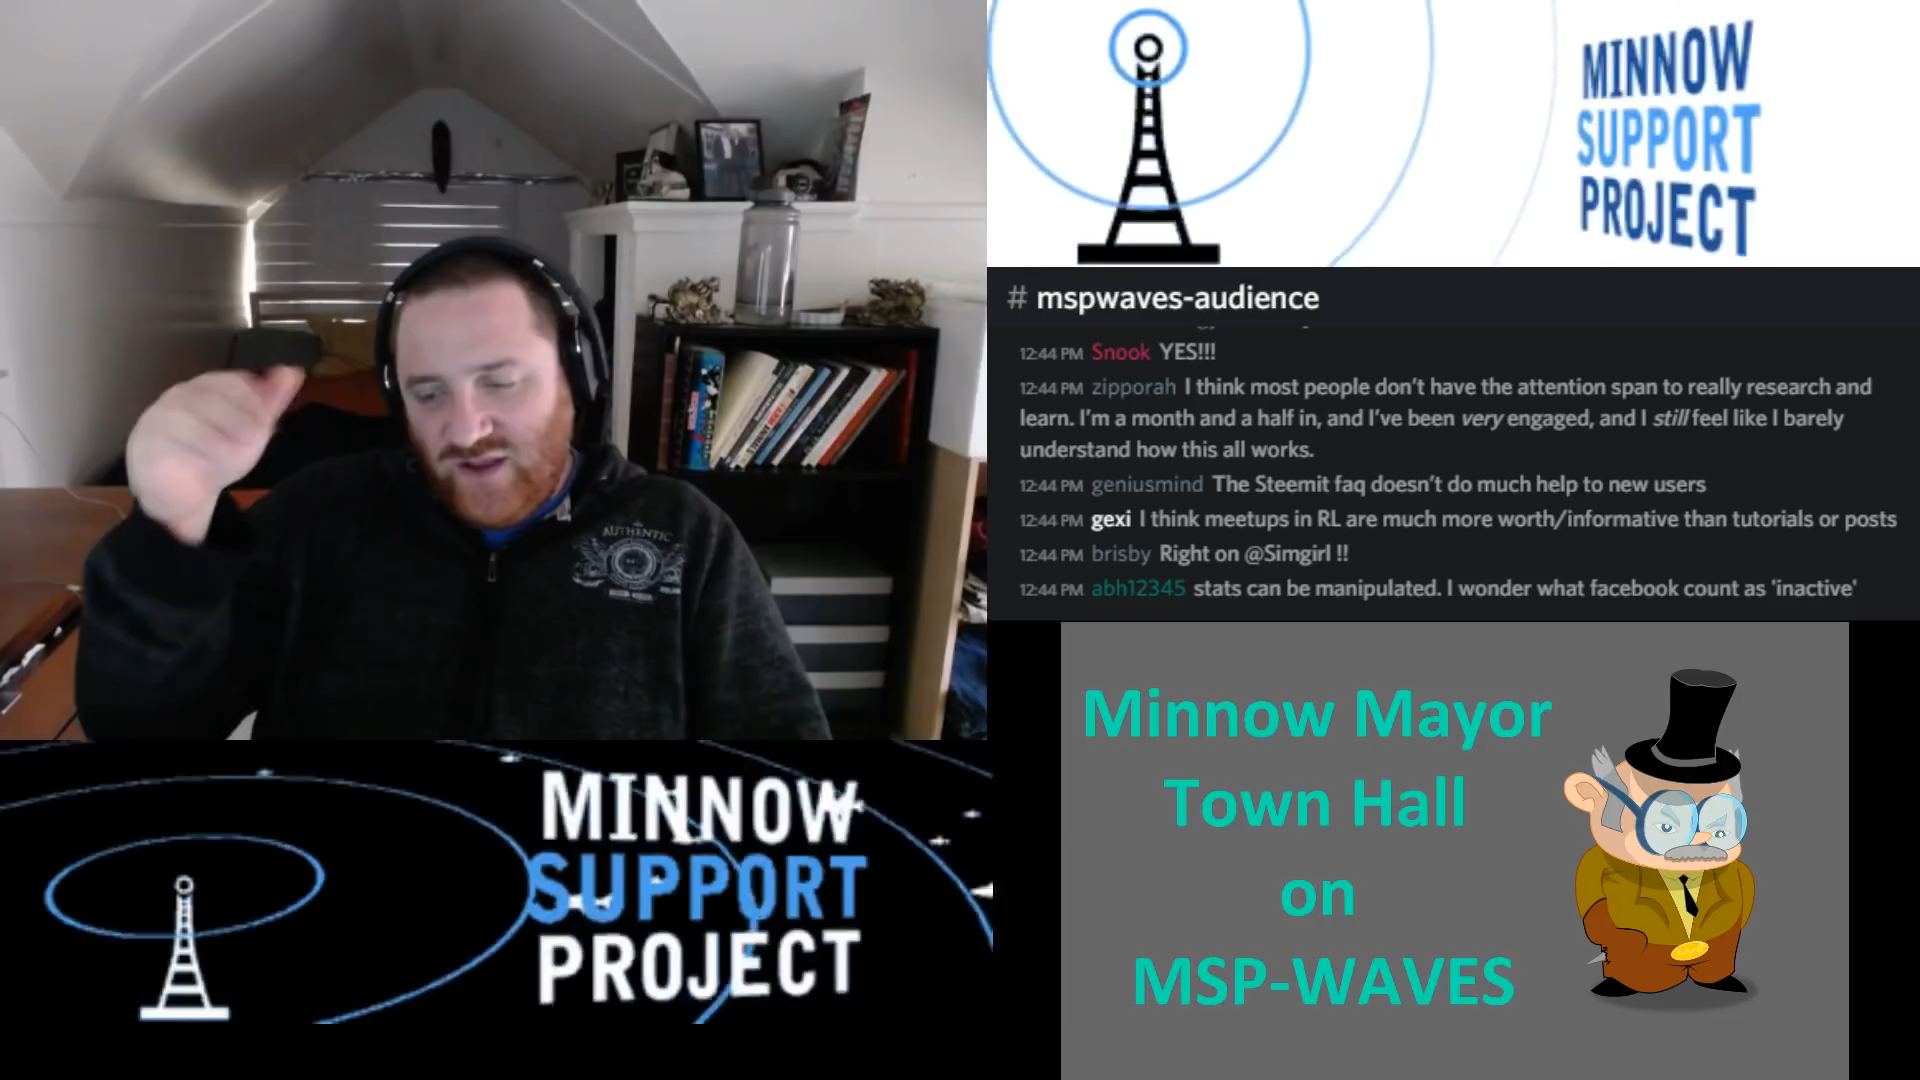 AUTHENTIC
MINNOW
SUPPORT
PROJECT
# mspwaves-audience
12:44 PM Snook YES!!!
12:44 PM zipporah I think most people don't have the attention span to really research and
learn. I'm a month and a half in, and I've been very engaged, and I still feel like I barely
understand how this all works.
12:44 PM geniusmind The Steemit faq doesn't do much help to new users
12:44 PM gexi I think meetups in RL are much more worth/informative than tutorials or posts
12:44 PM brisby Right on @Simgirl !!
12:44 PM abh12345 stats can be manipulated. I wonder what facebook count as 'inactive'
MINNOW
SUPPORT
PROJECT
Minnow Mayor
Town Hall
on
MSP-WAVES